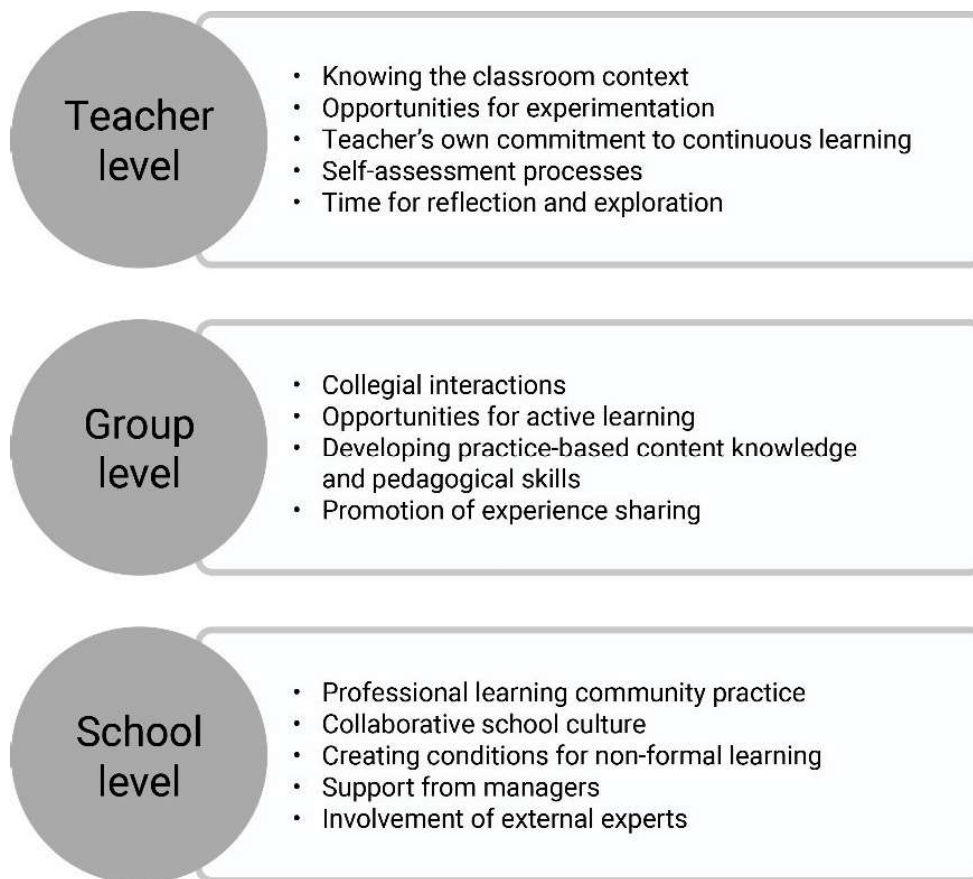 Teacher
level
• Knowing the classroom context
• Opportunities for experimentation
• Teacher's own commitment to continuous learning
• Self-assessment processes
• Time for reflection and exploration
Group
level
• Collegial interactions
• Opportunities for active learning
• Developing practice-based content knowledge
and pedagogical skills
• Promotion of experience sharing
School
level
• Professional learning community practice
• Collaborative school culture
• Creating conditions for non-formal learning
• Support from managers
• Involvement of external experts